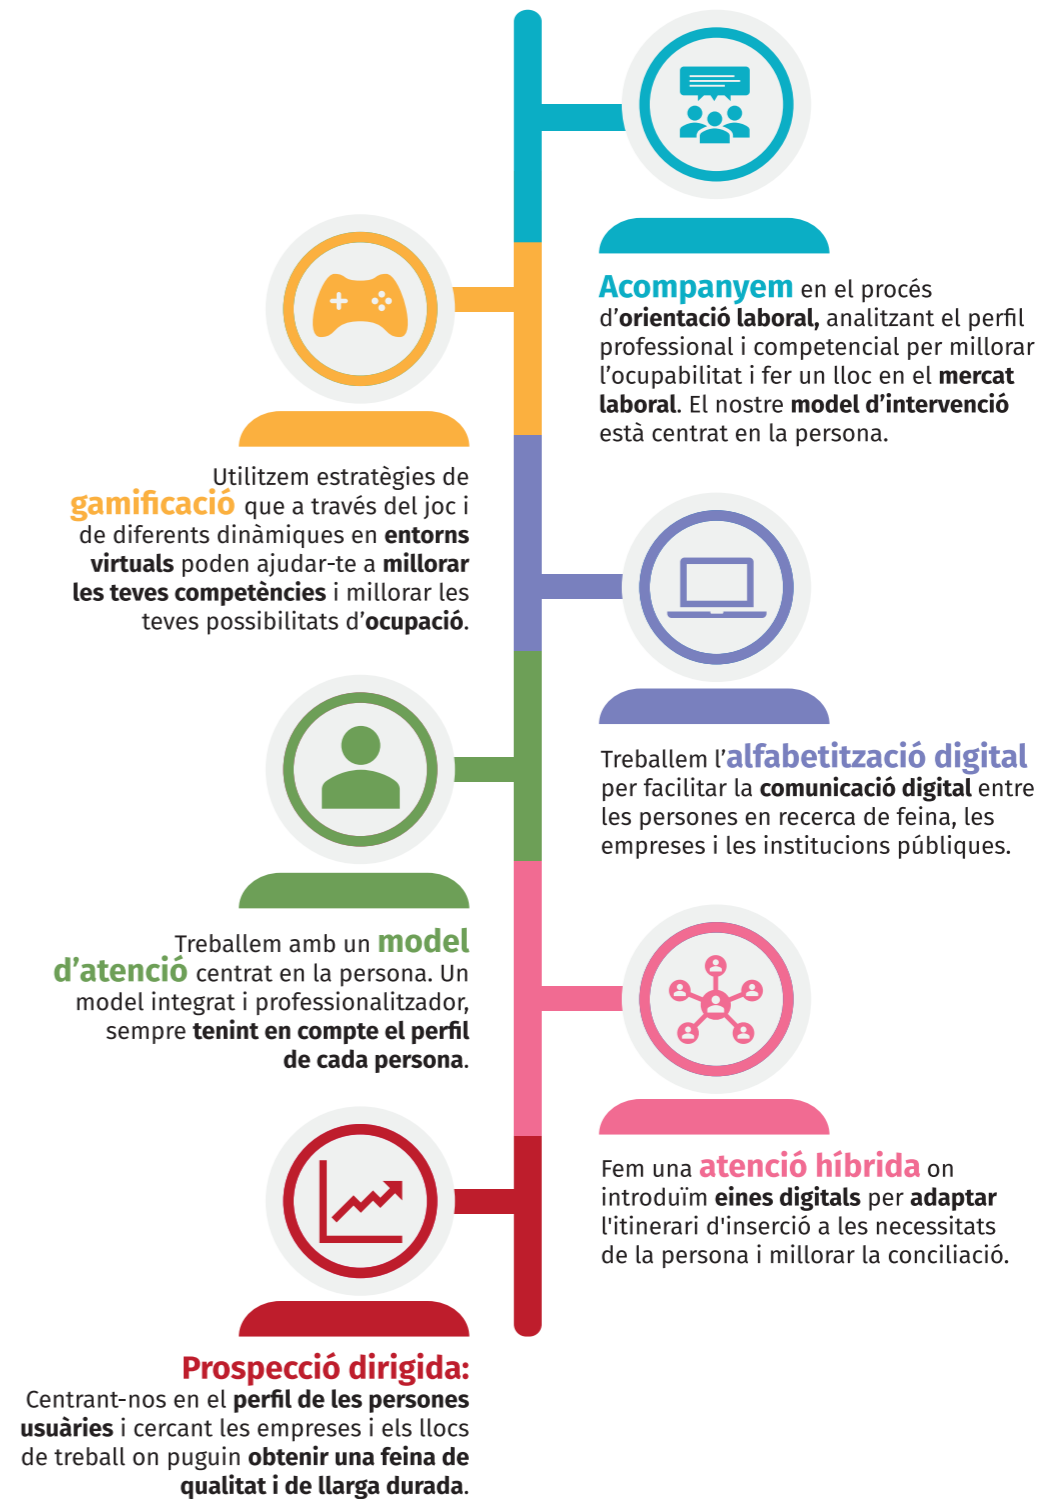 Acompanyem en el procés
d’orientació laboral, analitzant el perfil
professional i competencial per millorar
l’ocupabilitat i fer un lloc en el mercat
laboral. El nostre model d’intervenció
està centrat en la persona.
Utilitzem estratègies de
gamificació que a través del joc i
de diferents dinàmiques en entorns
virtuals poden ajudar-te a millorar
les teves competències i millorar les
teves possibilitats d’ocupació.
Treballem l’alfabetització digital
per facilitar la comunicació digital entre
les persones en recerca de feina, les
empreses i les institucions públiques.
Treballem amb un model
d’atenció centrat en la persona. Un
model integrat i professionalitzador,
sempre tenint en compte el perfil
de cada persona.
Fem una atenció híbrida on
introduïm eines digitals per adaptar
l'itinerari d'inserció a les necessitats
de la persona i millorar la conciliació.
Prospecció dirigida:
Centrant-nos en el perfil de les persones
usuàries i cercant les empreses i els llocs
de treball on puguin obtenir una feina de
qualitat i de llarga durada.